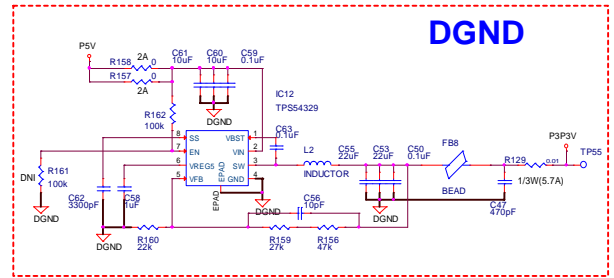 DGND
P5V
2A
R158 0
R157 0
2A
C61 C60 C59
10uF 10uF 0.1uF
DGND
IC12
TPS54329
R162
100k
8 SS VBST 1
7 EN VIN 2
6 VREG5 SW 3
5 VFB GND 4
EPAD
EPAD
C63
0.1uF
L2
INDUCTOR
C55 C53 C50
22uF 22uF 0.1uF
DGND
FB8
BEAD
P3P3V
R129 0.01
TP55
1/3W(5.7A)
C47
470pF
DNI
R161
100k
DGND
C62 C58
3300pF 1uF
DGND
DGND
R160
22k
C56
10pF
R159 R156
27k 47k